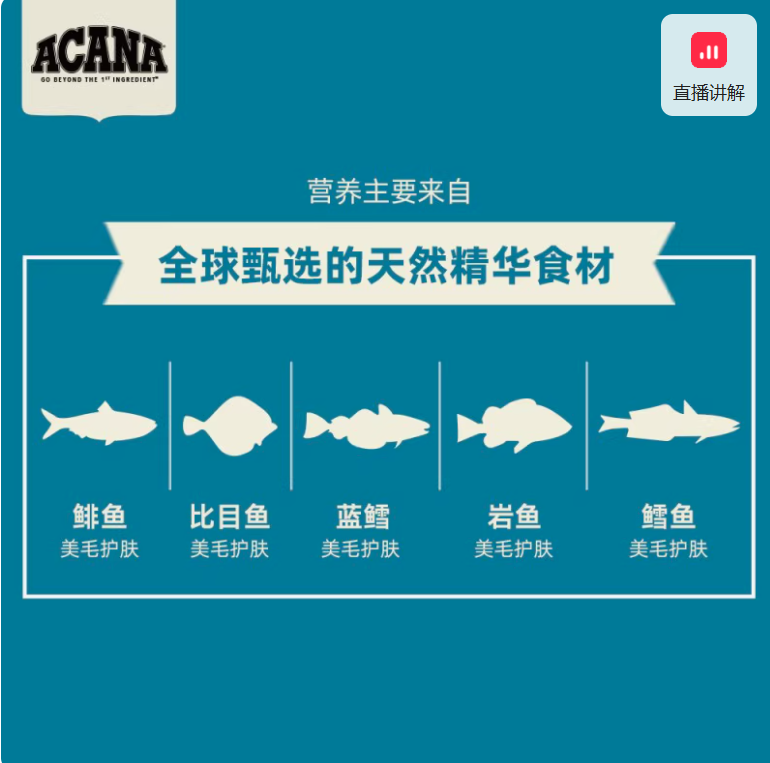 ACANA
GO BEYOND THE 1ST INGREDIENT
直播讲解
营养主要来自
全球甄选的天然精华食材
鲱鱼
比目鱼
蓝鳕
岩鱼
鳕鱼
美毛护肤
美毛护肤
美毛护肤
美毛护肤
美毛护肤